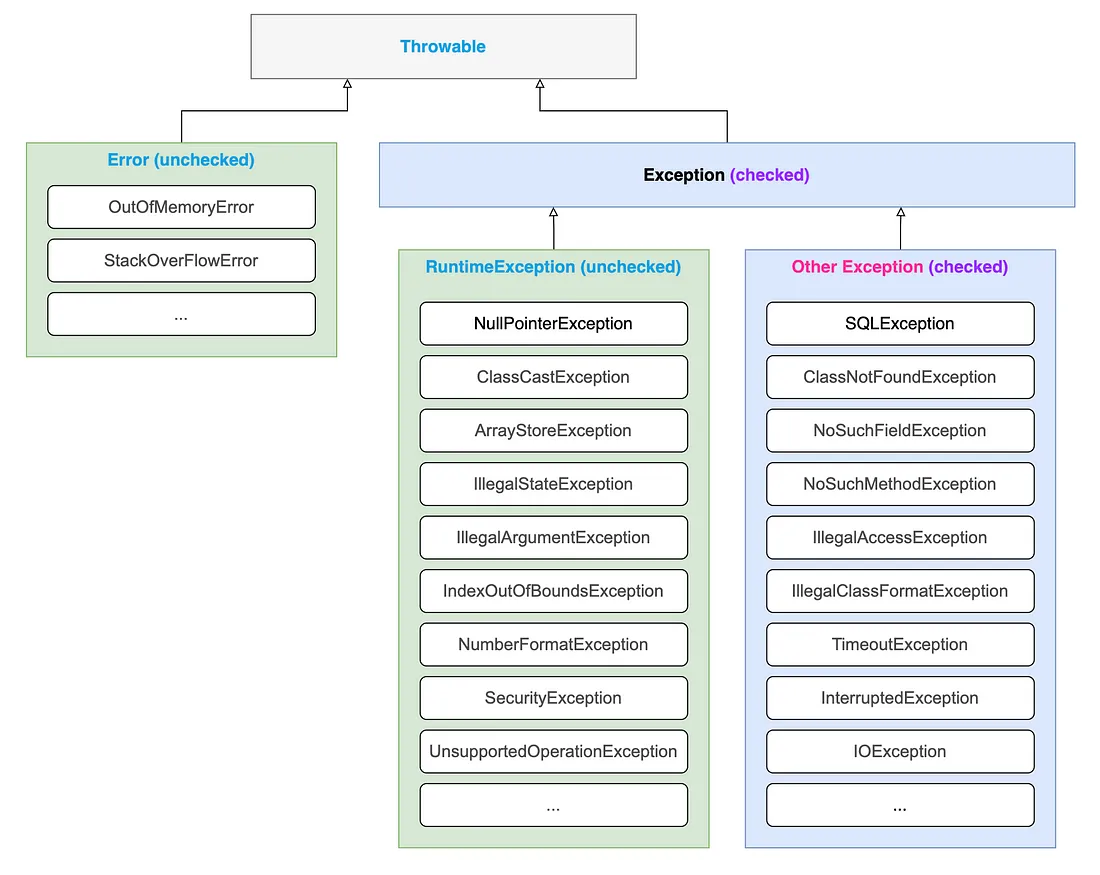 Throwable
Error (unchecked)
OutOfMemoryError
StackOverFlowError
...
Exception (checked)
RuntimeException (unchecked)
NullPointerException
ClassCastException
ArrayStoreException
IllegalStateException
IllegalArgumentException
IndexOutOfBoundsException
NumberFormatException
SecurityException
UnsupportedOperationException
...
Other Exception (checked)
SQLException
ClassNotFoundException
NoSuchFieldException
NoSuchMethodException
IllegalAccessException
IllegalClassFormatException
TimeoutException
InterruptedException
IOException
...